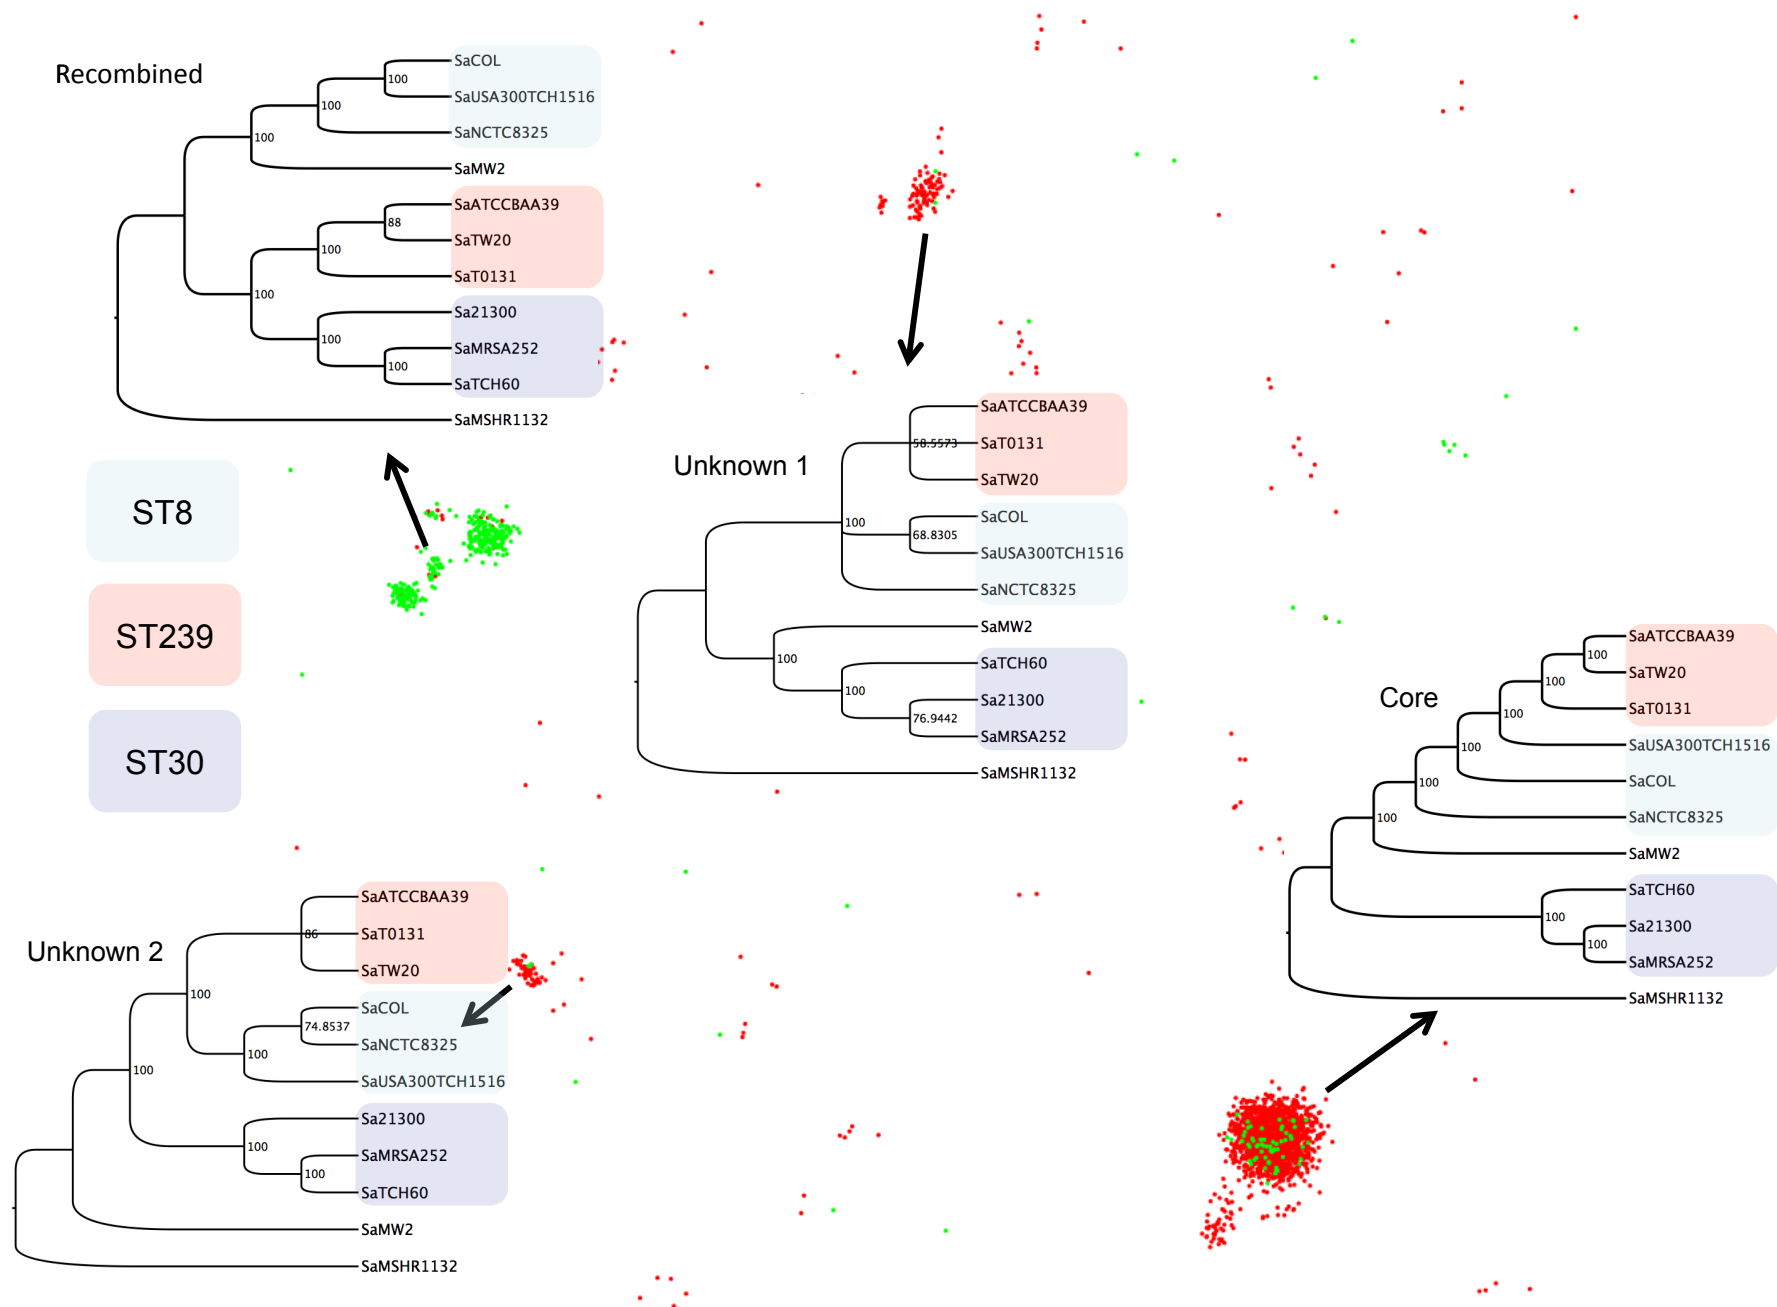 Recombined
SaCOL
100
SaUSA300TCH1516
100
SaNCTC8325
100
SaMW2
SaATCCBAA39
88
SaTW20
100
SaT0131
100
Sa21300
100
SaMRSA252
100
SaTCH60
SaMSHR1132
ST8
ST239
ST30
Unknown 1
SaATCCBAA39
58.5573
SaT0131
SaTW20
SaCOL
100
68.8305
SaUSA300TCH1516
SaNCTC8325
SaMW2
100
SaTCH60
100
Sa21300
76.9442
SaMRSA252
SaMSHR1132
Core
SaATCCBAA39
100
SaTW20
100
SaT0131
100
SaUSA300TCH1516
100
SaCOL
100
SaNCTC8325
100
SaMW2
SaTCH60
100
Sa21300
100
SaMRSA252
SaMSHR1132
Unknown 2
SaATCCBAA39
86
SaT0131
SaTW20
100
SaCOL
74.8537
SaNCTC8325
100
SaUSA300TCH1516
100
Sa21300
100
SaMRSA252
100
SaTCH60
SaMW2
SaMSHR1132